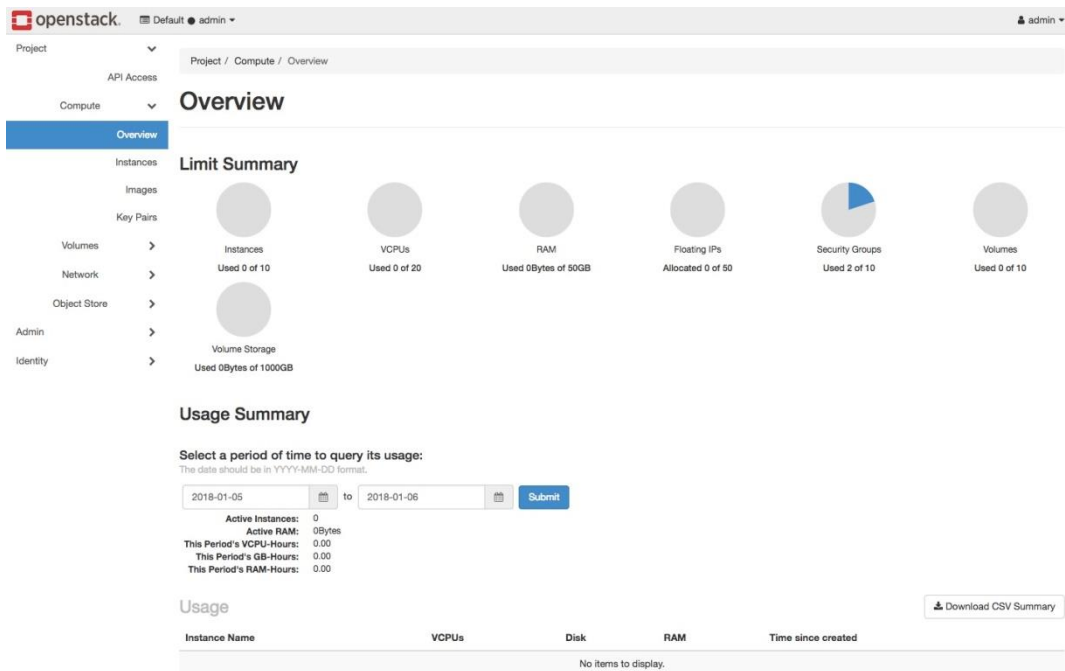 openstack. Default ● admin admin
Project
API Access
Compute
Overview
Instances
Images
Key Pairs
Volumes
Network
Object Store
Admin
Identity
Project / Compute / Overview
Overview
Limit Summary
Instances
Used 0 of 10
VCPUs
Used 0 of 20
RAM
Used 0Bytes of 50GB
Floating IPs
Allocated 0 of 50
Security Groups
Used 2 of 10
Volumes
Used 0 of 10
Volume Storage
Used 0Bytes of 1000GB
Usage Summary
Select a period of time to query its usage:
The date should be in YYYY-MM-DD format.
2018-01-05 to 2018-01-06 Submit
Active Instances: 0
Active RAM: 0Bytes
This Period's VCPU-Hours: 0.00
This Period's GB-Hours: 0.00
This Period's RAM-Hours: 0.00
Usage Download CSV Summary
Instance Name VCPUs Disk RAM Time since created
No items to display.